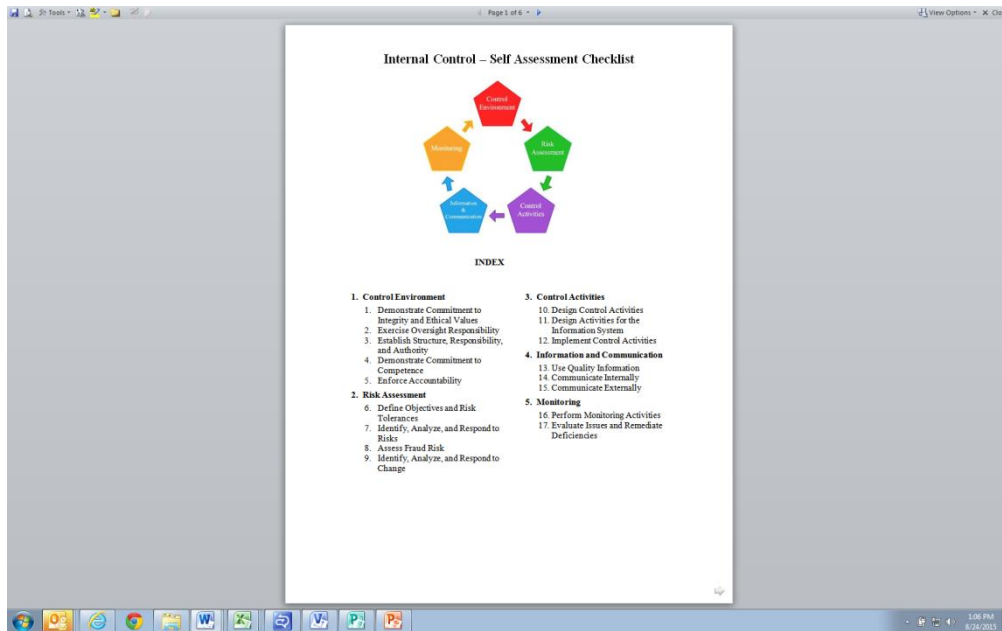 Tools
Page 1 of 6
View Options
Clo
Internal Control – Self Assessment Checklist
Control
Environment
Risk
Assessment
Control
Activities
Information
&
Communication
Monitoring
INDEX
1. Control Environment
1. Demonstrate Commitment to
Integrity and Ethical Values
2. Exercise Oversight Responsibility
3. Establish Structure, Responsibility,
and Authority
4. Demonstrate Commitment to
Competence
5. Enforce Accountability
2. Risk Assessment
6. Define Objectives and Risk
Tolerances
7. Identify, Analyze, and Respond to
Risks
8. Assess Fraud Risk
9. Identify, Analyze, and Respond to
Change
3. Control Activities
10. Design Control Activities
11. Design Activities for the
Information System
12. Implement Control Activities
4. Information and Communication
13. Use Quality Information
14. Communicate Internally
15. Communicate Externally
5. Monitoring
16. Perform Monitoring Activities
17. Evaluate Issues and Remediate
Deficiencies
1:06 PM
8/24/2015